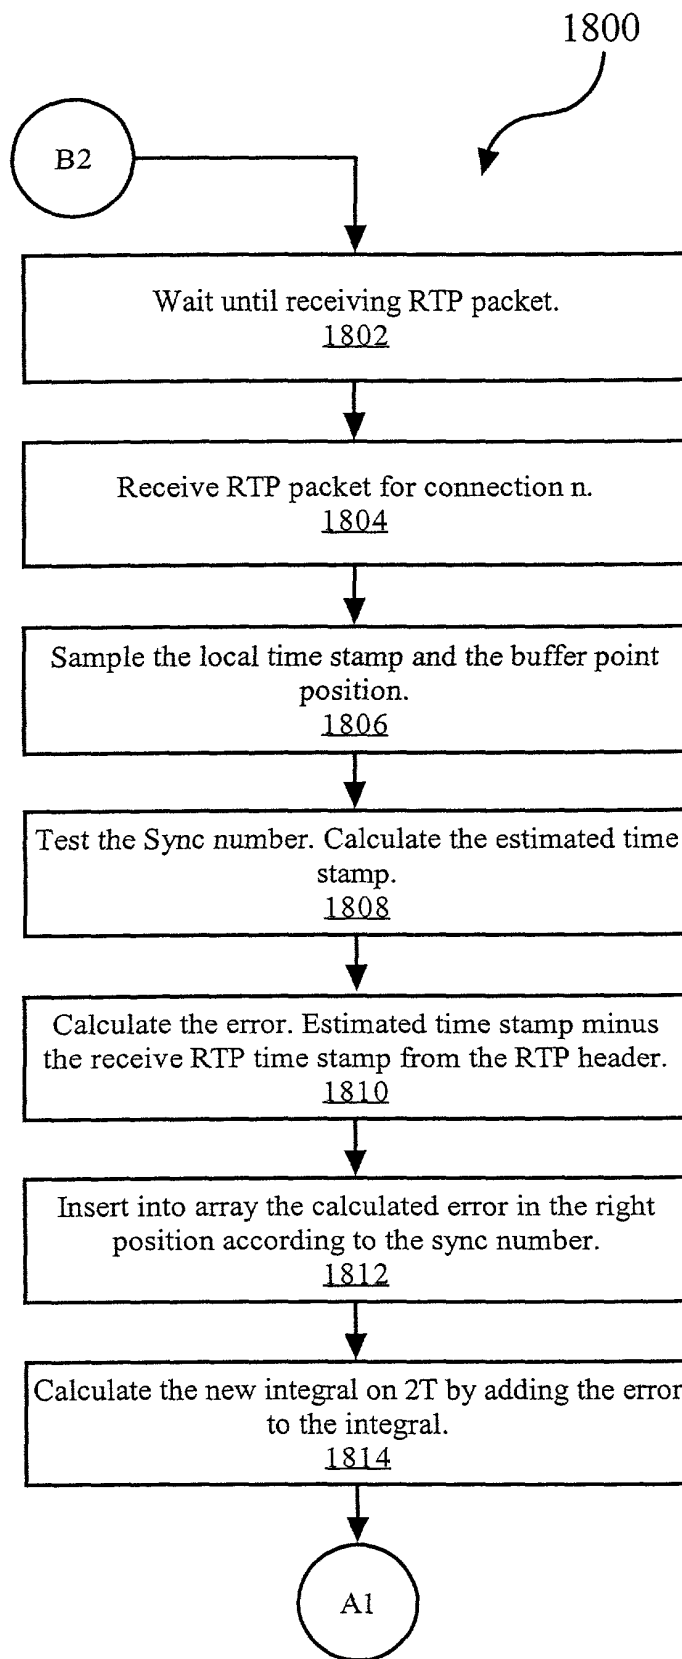 1800
B2
Wait until receiving RTP packet.
1802
Receive RTP packet for connection n.
1804
Sample the local time stamp and the buffer point
position.
1806
Test the Sync number. Calculate the estimated time
stamp.
1808
Calculate the error. Estimated time stamp minus
the receive RTP time stamp from the RTP header.
1810
Insert into array the calculated error in the right
position according to the sync number.
1812
Calculate the new integral on 2T by adding the error
to the integral.
1814
A1